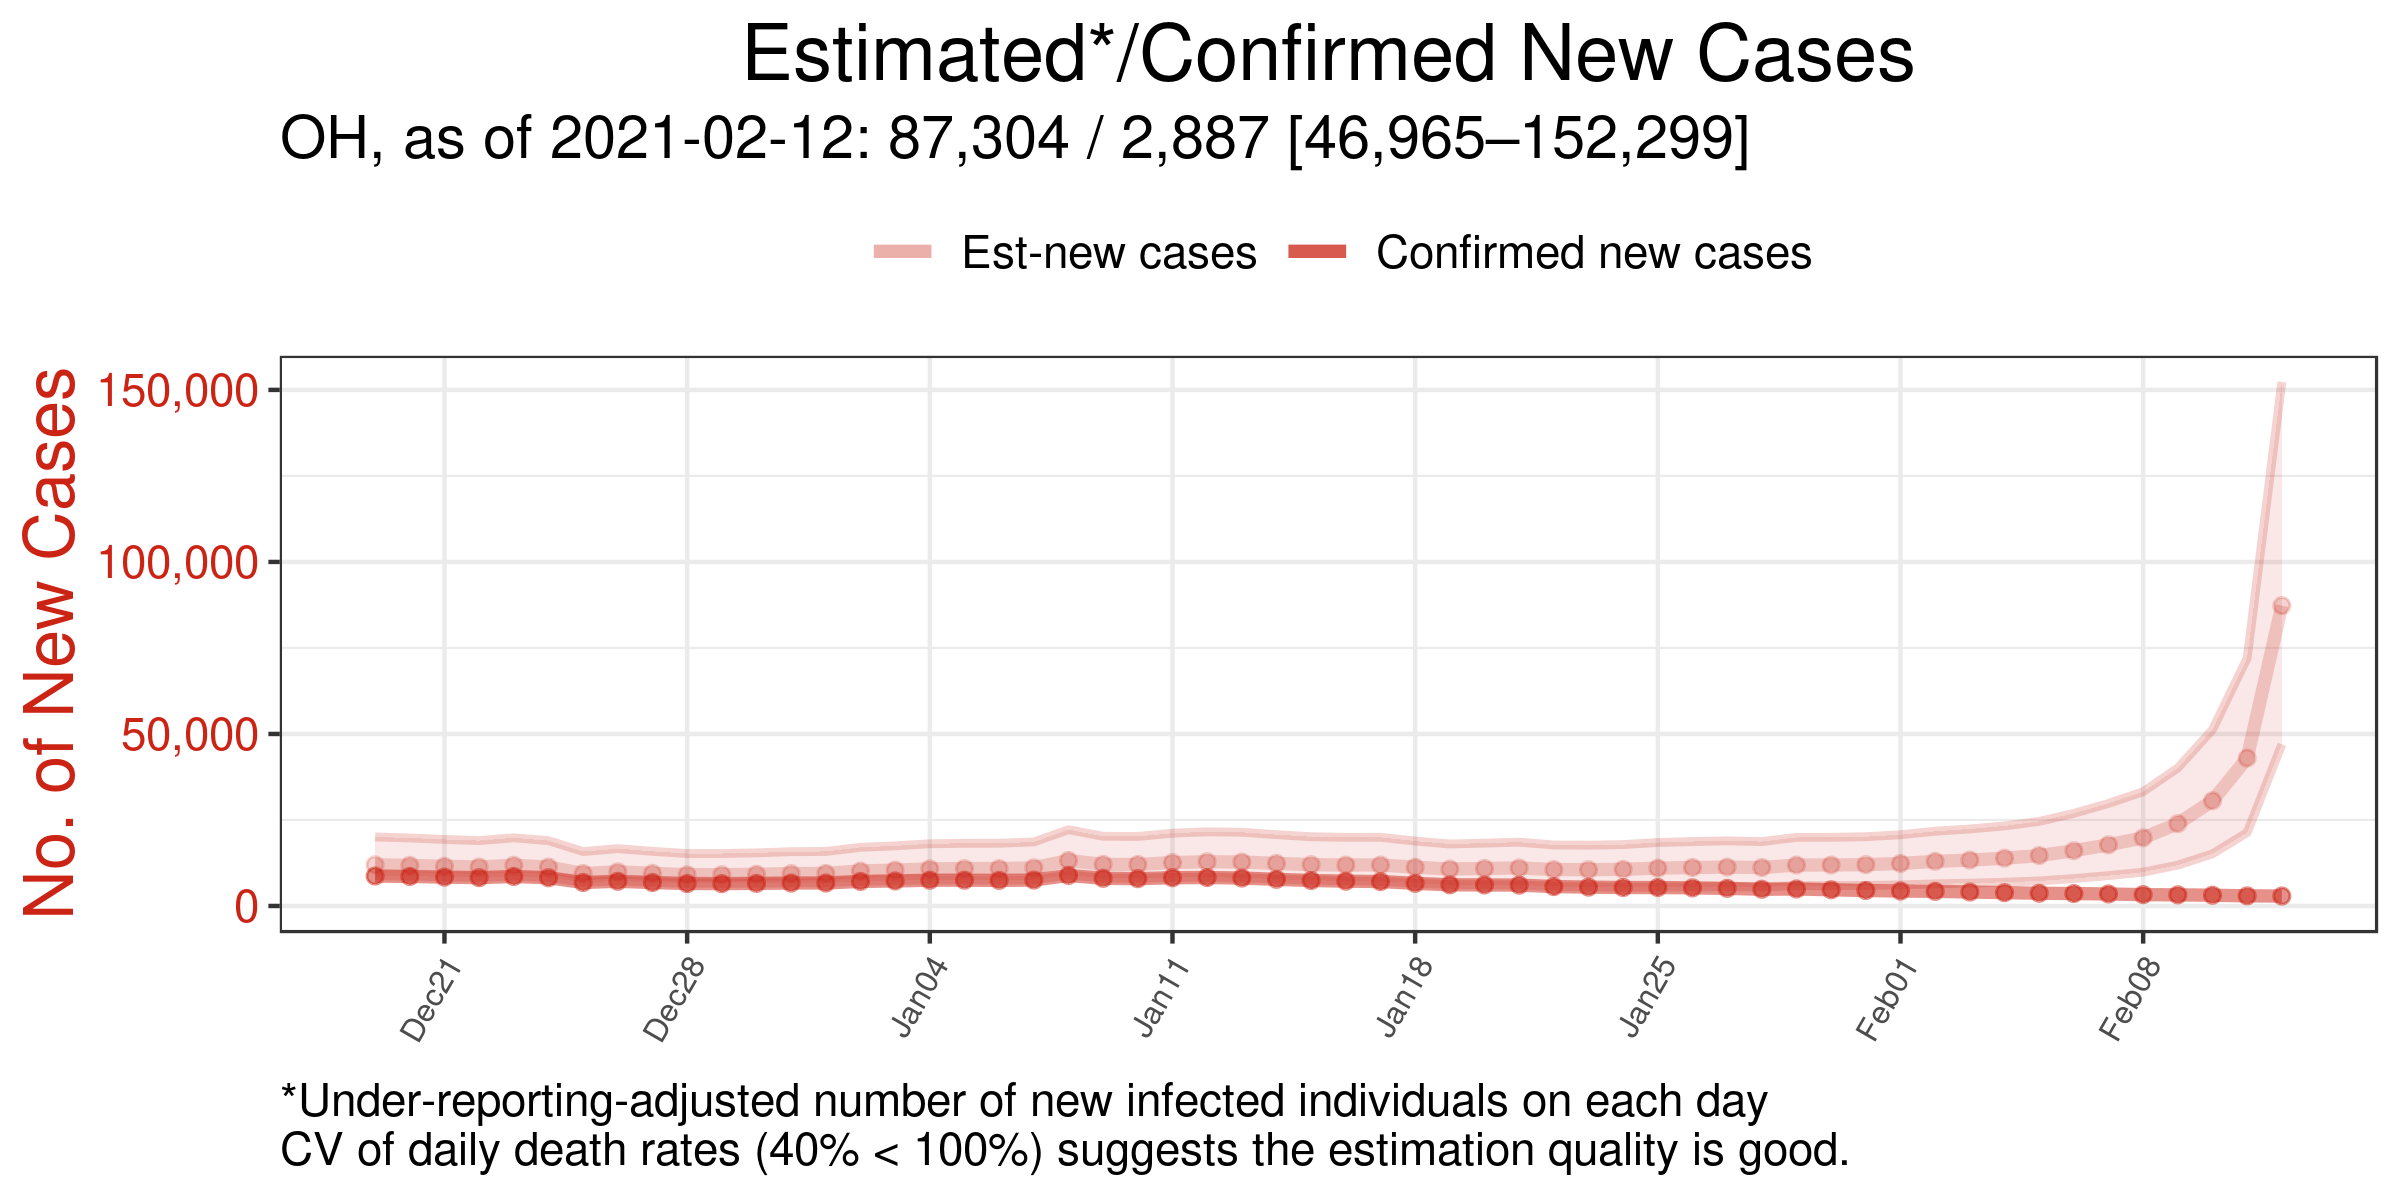 Estimated*/Confirmed New Cases
OH, as of 2021-02-12: 87,304 / 2,887 [46,965–152,299]
Est-new cases Confirmed new cases
No. of New Cases
150,000
100,000
50,000
0
Dec21 Dec28 Jan04 Jan11 Jan18 Jan25 Feb01 Feb08
*Under-reporting-adjusted number of new infected individuals on each day
CV of daily death rates (40% < 100%) suggests the estimation quality is good.